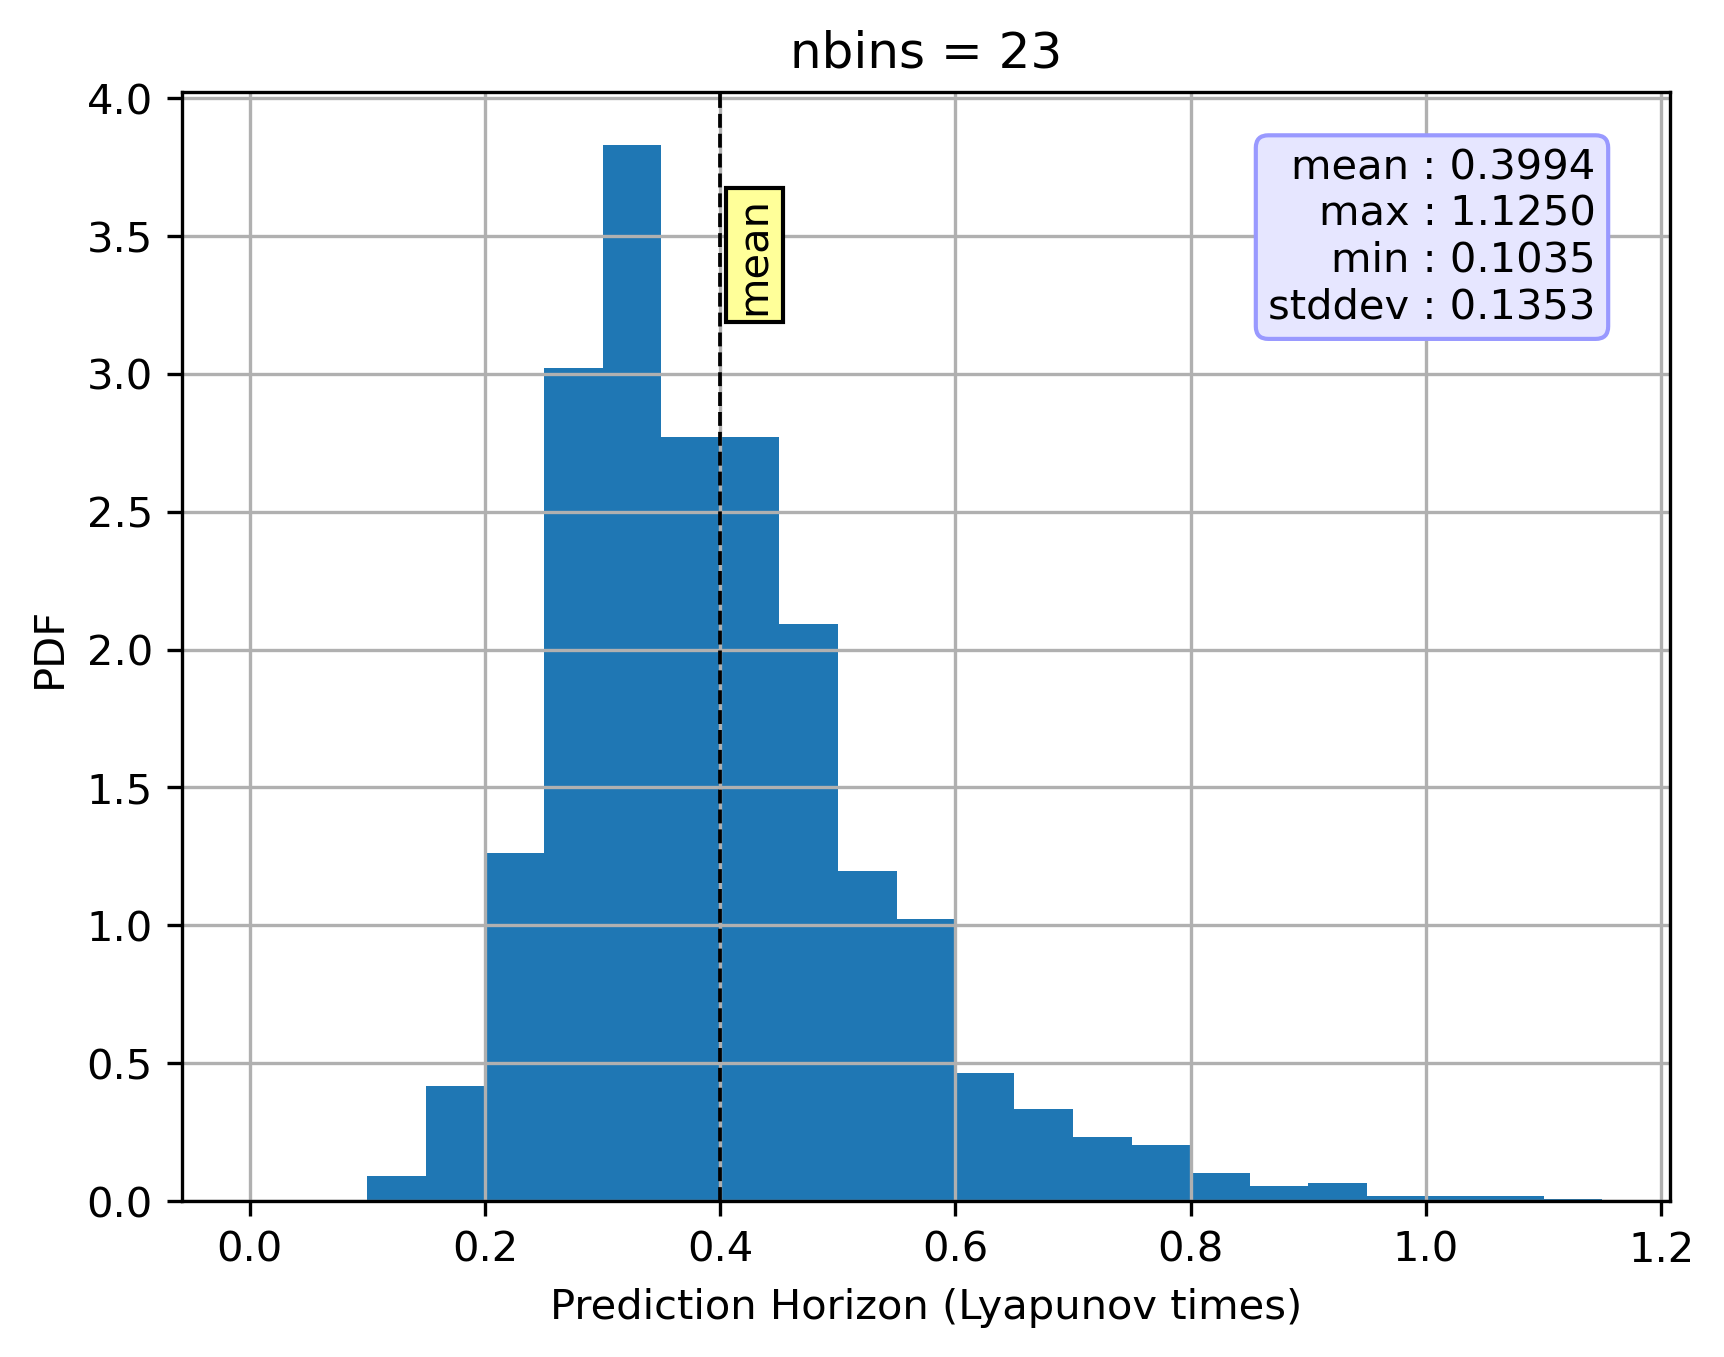 nbins = 23
4.0
3.5
3.0
2.5
2.0
1.5
1.0
0.5
0.0
PDF
mean
mean : 0.3994
max : 1.1250
min : 0.1035
stddev : 0.1353
0.0 0.2 0.4 0.6 0.8 1.0 1.2
Prediction Horizon (Lyapunov times)